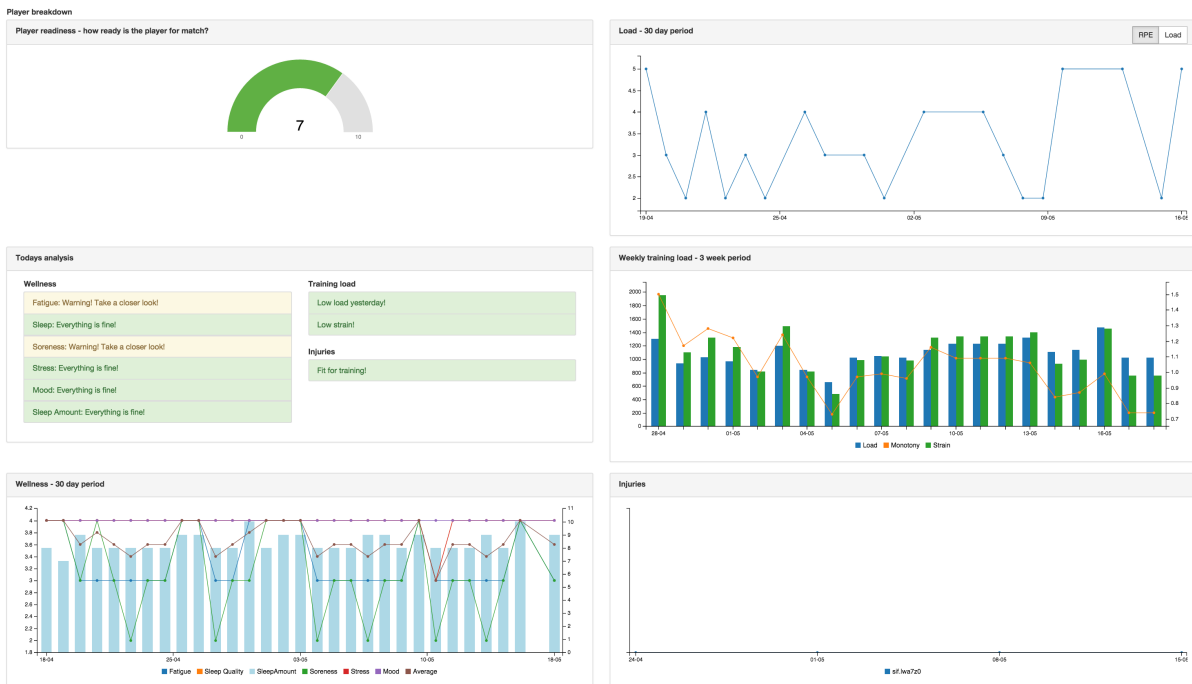 Player breakdown
Player readiness - how ready is the player for match?
7
0 10
Load - 30 day period
RPE Load
5
4.5
4
3.5
3
2.5
2
19-04 25-04 02-05 09-05 16-05
Todays analysis
Wellness
Fatigue: Warning! Take a closer look!
Sleep: Everything is fine!
Soreness: Warning! Take a closer look!
Stress: Everything is fine!
Mood: Everything is fine!
Sleep Amount: Everything is fine!
Training load
Low load yesterday!
Low strain!
Injuries
Fit for training!
Weekly training load - 3 week period
2000
1800
1600
1400
1200
1000
800
600
400
200
0
1.5
1.4
1.3
1.2
1.1
1.0
0.9
0.8
0.7
28-04 01-05 04-05 07-05 10-05 13-05 16-05
Load Monotony Strain
Wellness - 30 day period
4.2
4
3.8
3.6
3.4
3.2
3
2.8
2.6
2.4
2.2
2
1.8
11
10
9
8
7
6
5
4
3
2
1
0
18-04 25-04 03-05 10-05 18-05
Fatigue Sleep Quality SleepAmount Soreness Stress Mood Average
Injuries
24-04 01-05 08-05 15-05
sif.lwa7z0